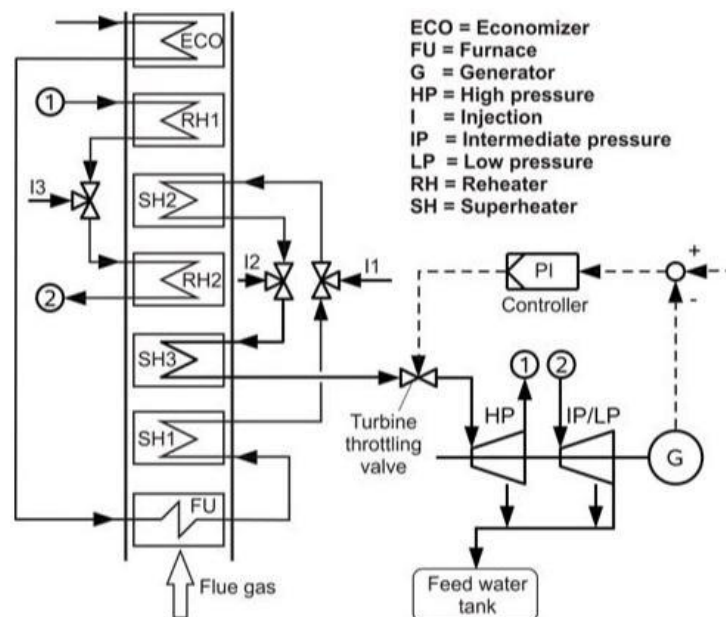 ECO
1
RH1
I3
SH2
RH2
2
I2
I1
SH3
SH1
FU
Flue gas
ECO = Economizer
FU = Furnace
G = Generator
HP = High pressure
I = Injection
IP = Intermediate pressure
LP = Low pressure
RH = Reheater
SH = Superheater
PI
Controller
+
-
Turbine
throttling
valve
1
2
HP
IP/LP
G
Feed water
tank